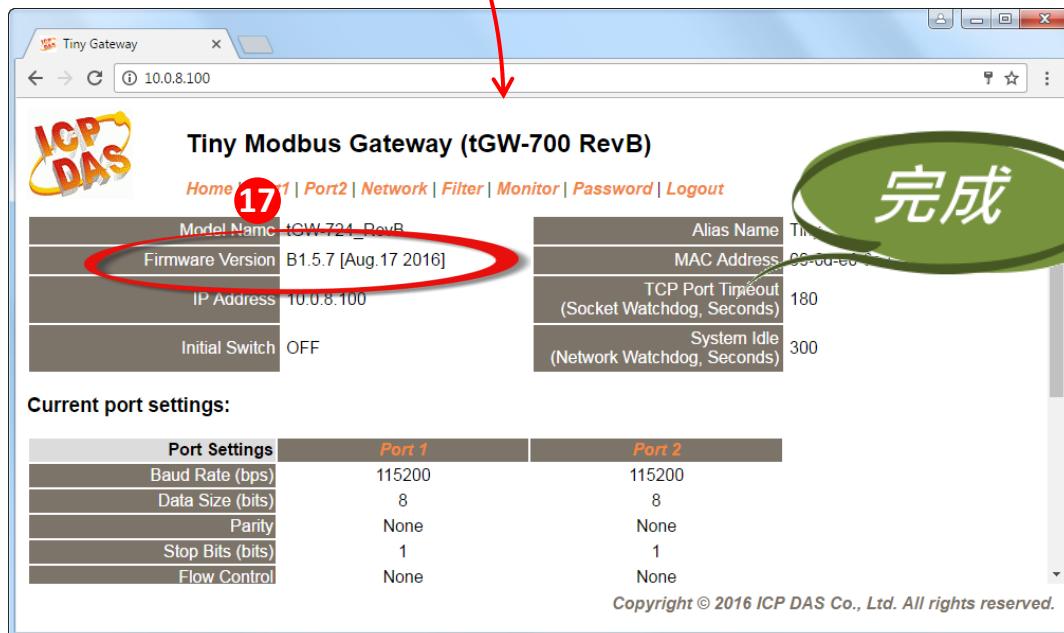 Tiny Gateway
10.0.8.100
ICP DAS
Tiny Modbus Gateway (tGW-700 RevB)
Home | Port1 | Port2 | Network | Filter | Monitor | Password | Logout
17
完成
Model Name tGW-724_RevB Alias Name
Firmware Version B1.5.7 [Aug.17 2016] MAC Address
IP Address 10.0.8.100 TCP Port Timeout
(Socket Watchdog, Seconds) 180
Initial Switch OFF System Idle
(Network Watchdog, Seconds) 300
Current port settings:
Port Settings Port 1 Port 2
Baud Rate (bps) 115200 115200
Data Size (bits) 8 8
Parity None None
Stop Bits (bits) 1 1
Flow Control None None
Copyright © 2016 ICP DAS Co., Ltd. All rights reserved.